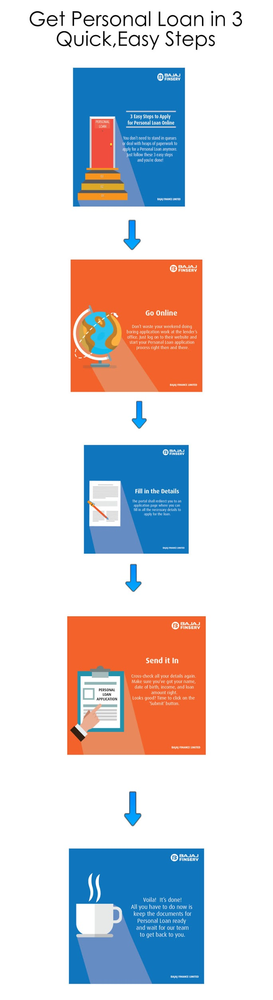 Get Personal Loan in 3
Quick,Easy Steps
BAJAJ
FINSERV
3 Easy Steps to Apply
for Personal Loan Online
PERSONAL
LOAN
You don't need to stand in queues
or deal with heaps of paperwork to
apply for a Personal Loan anymore.
Just follow these 3 easy steps
and you're done!
03
02
01
BAJAJ FINANCE LIMITED
BAJAJ
FINSERV
Go Online
Don't waste your weekend doing
boring application work at the lender's
office. Just log on to their website and
start your Personal Loan application
process right then and there.
BAJAJ FINANCE LIMITED
BAJAJ
FINSERV
Fill in the Details
The portal shall redirect you to an
application page where you can
fill in all the necessary details to
apply for the loan.
BAJAJ FINANCE LIMITED
BAJAJ
FINSERV
Send it In
Cross-check all your details again.
Make sure you've got your name,
date of birth, income, and loan
amount right.
Looks good? Time to click on the
'Submit' button.
PERSONAL
LOAN
APPLICATION
BAJAJ FINANCE LIMITED
BAJAJ
FINSERV
Voila! It's done!
All you have to do now is
keep the documents for
Personal Loan ready
and wait for our team
to get back to you.
BAJAJ FINANCE LIMITED